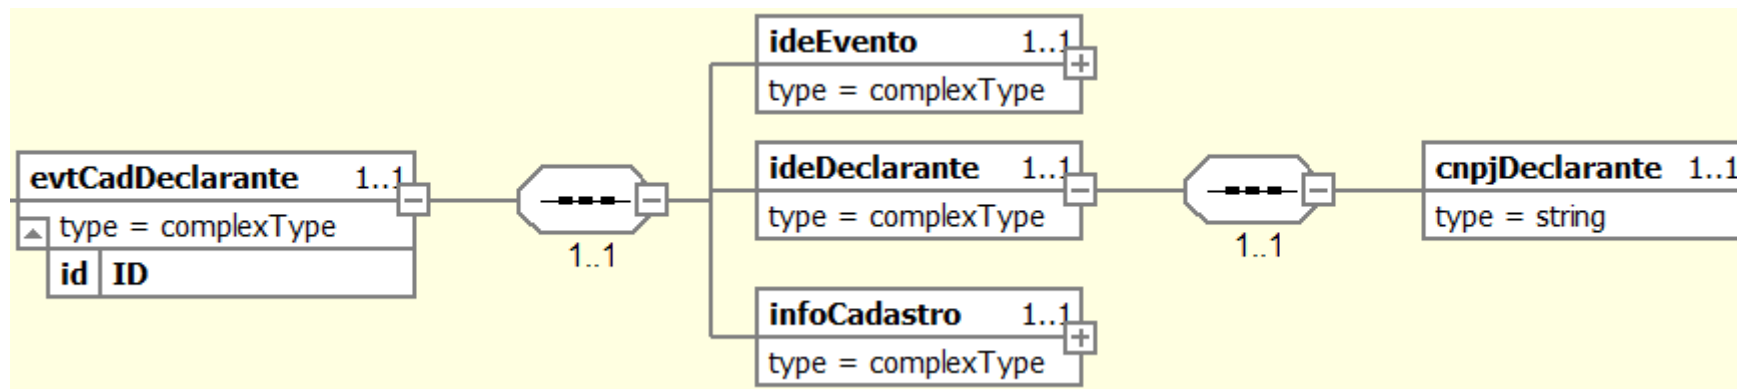 evtCadDeclarante 1..1
type = complexType
id ID
1..1
ideEvento 1..1
type = complexType
ideDeclarante 1..1
type = complexType
infoCadastro 1..1
type = complexType
1..1
cnpjDeclarante 1..1
type = string